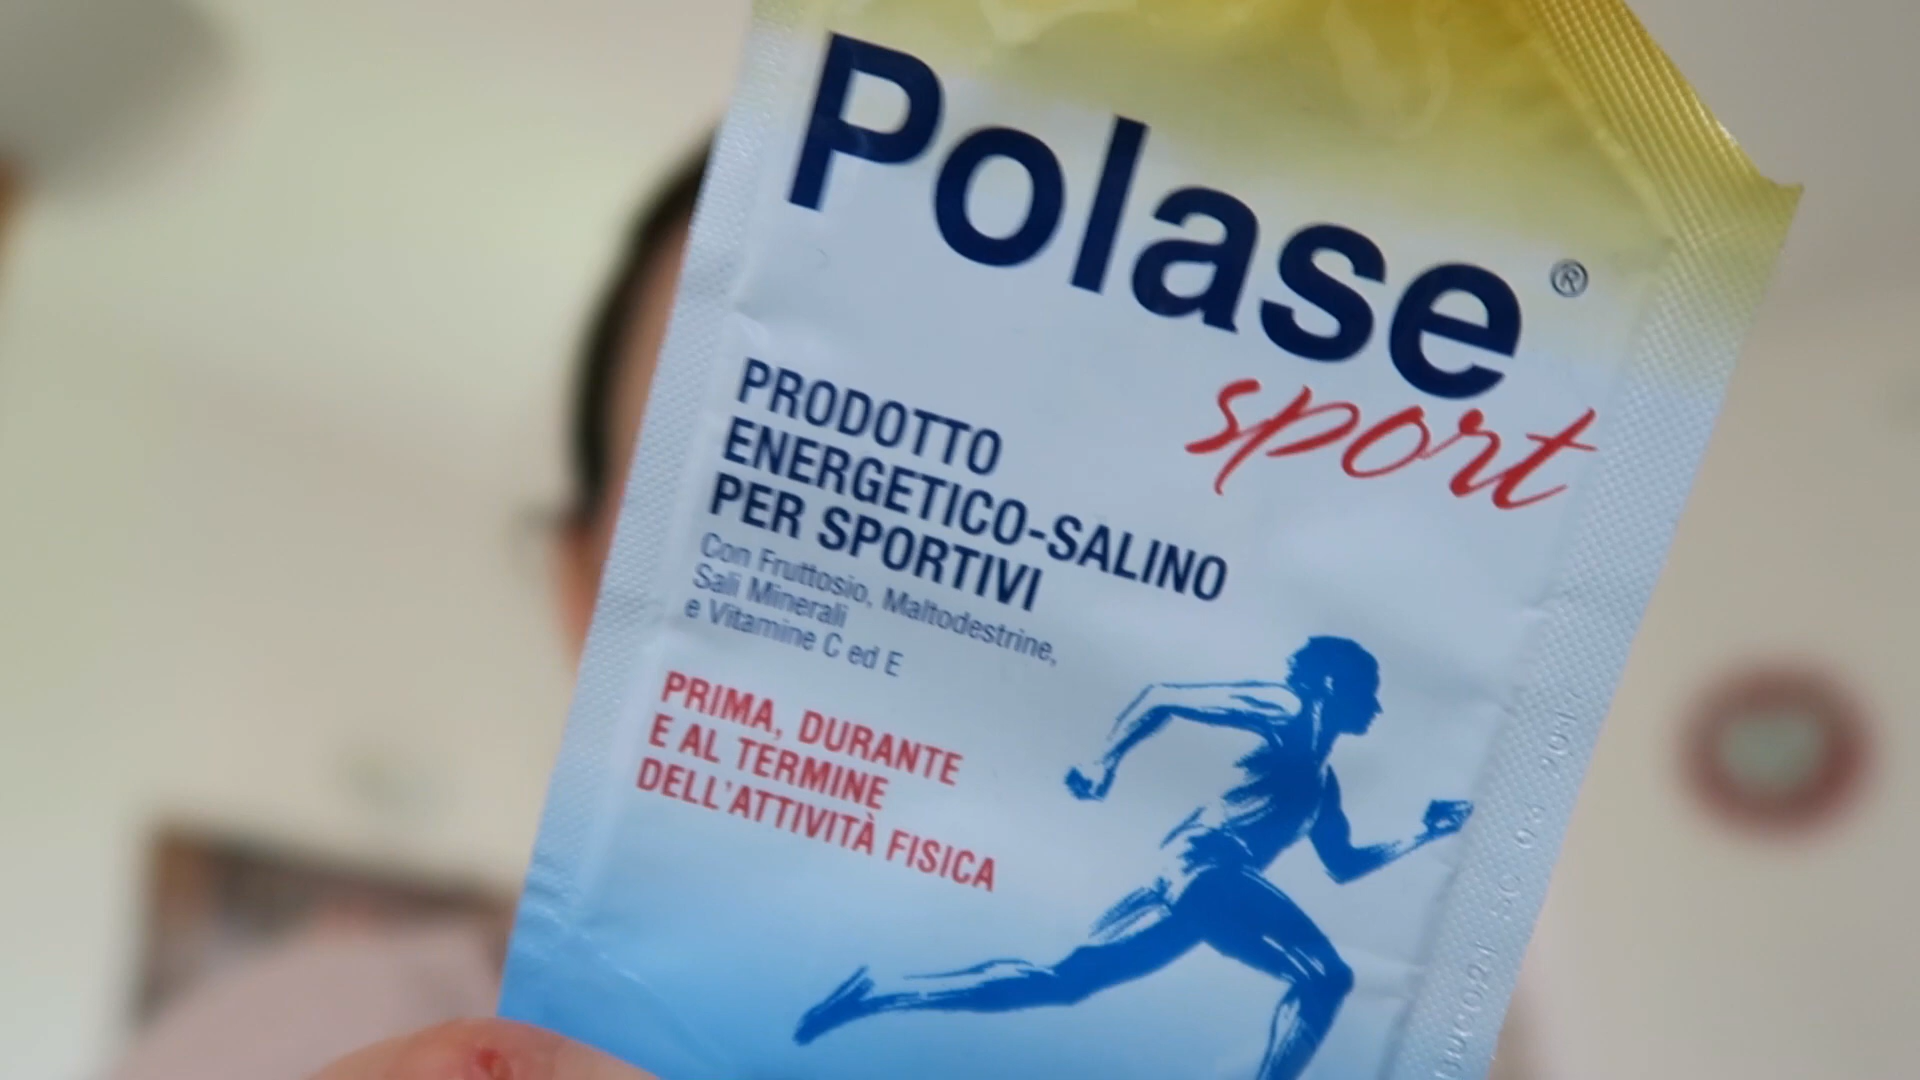 Polase®
sport
PRODOTTO
ENERGETICO-SALINO
PER SPORTIVI
Con Fruttosio, Maltodestrine,
Sali Minerali
e Vitamine C ed E
PRIMA, DURANTE
E AL TERMINE
DELL'ATTIVITÀ FISICA